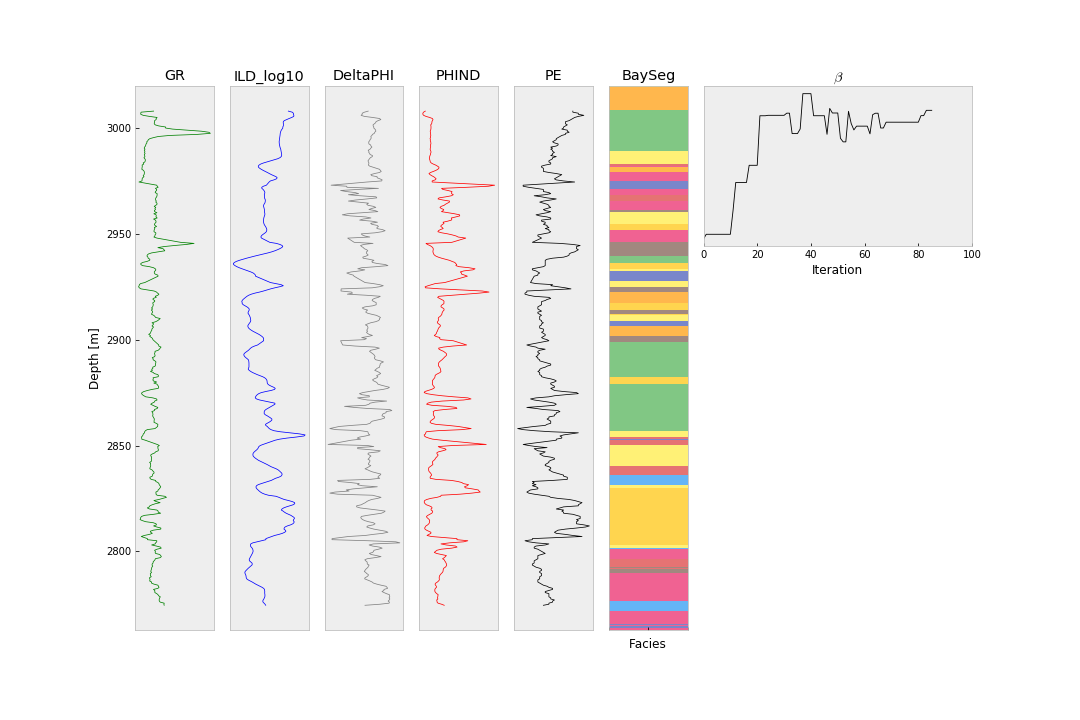 GR
ILD_log10
DeltaPHI
PHIND
PE
BaySeg
β
3000
2950
2900
2850
2800
Depth [m]
Facies
0 20 40 60 80 100
Iteration